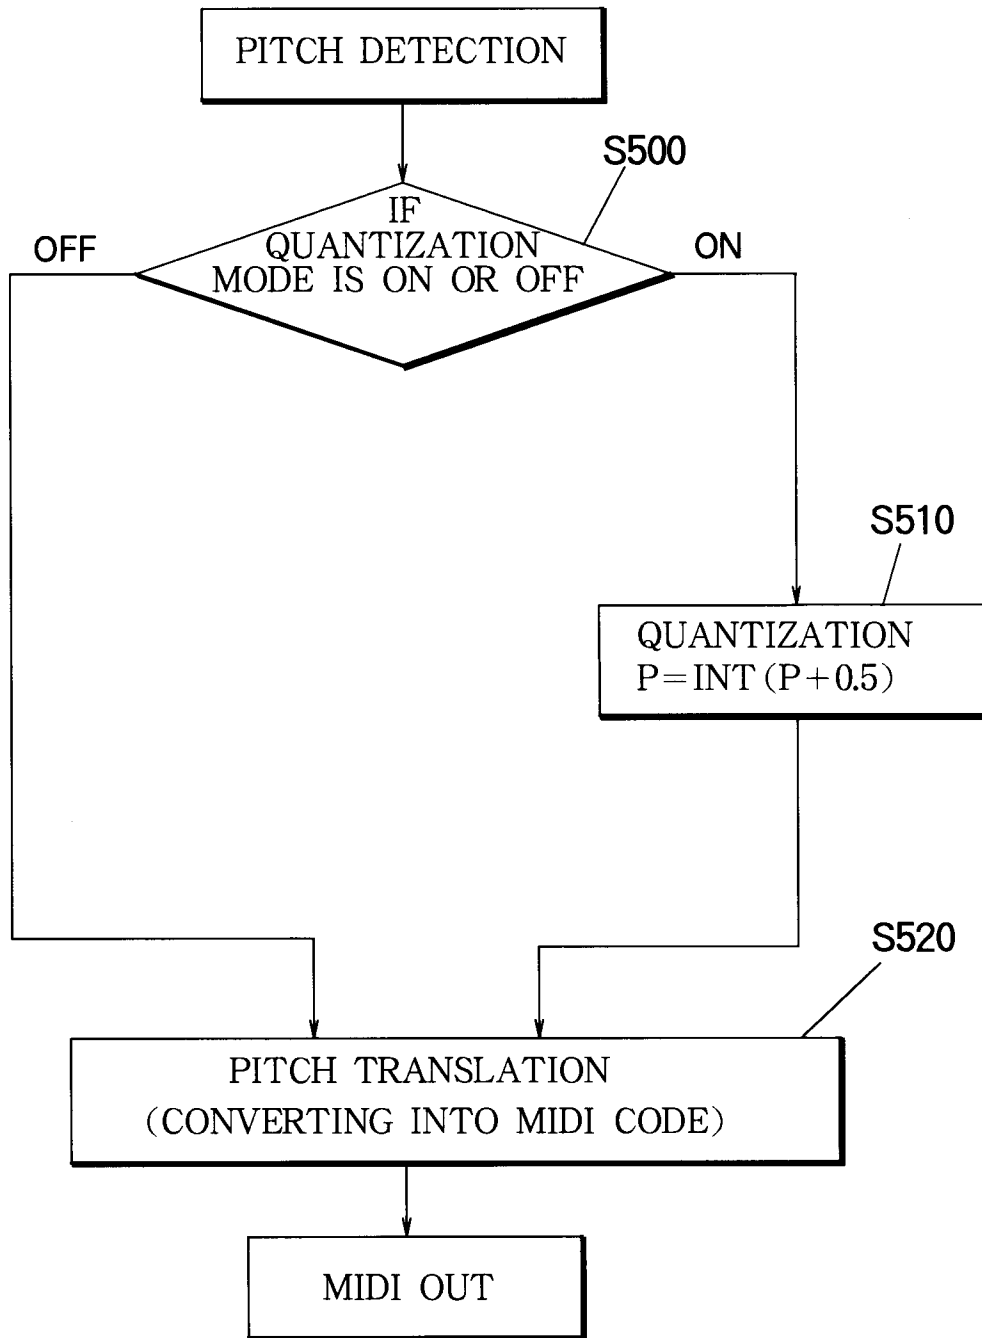 PITCH DETECTION
S500
IF
QUANTIZATION
MODE IS ON OR OFF
OFF
ON
S510
QUANTIZATION
P=INT(P+0.5)
S520
PITCH TRANSLATION
(CONVERTING INTO MIDI CODE)
MIDI OUT